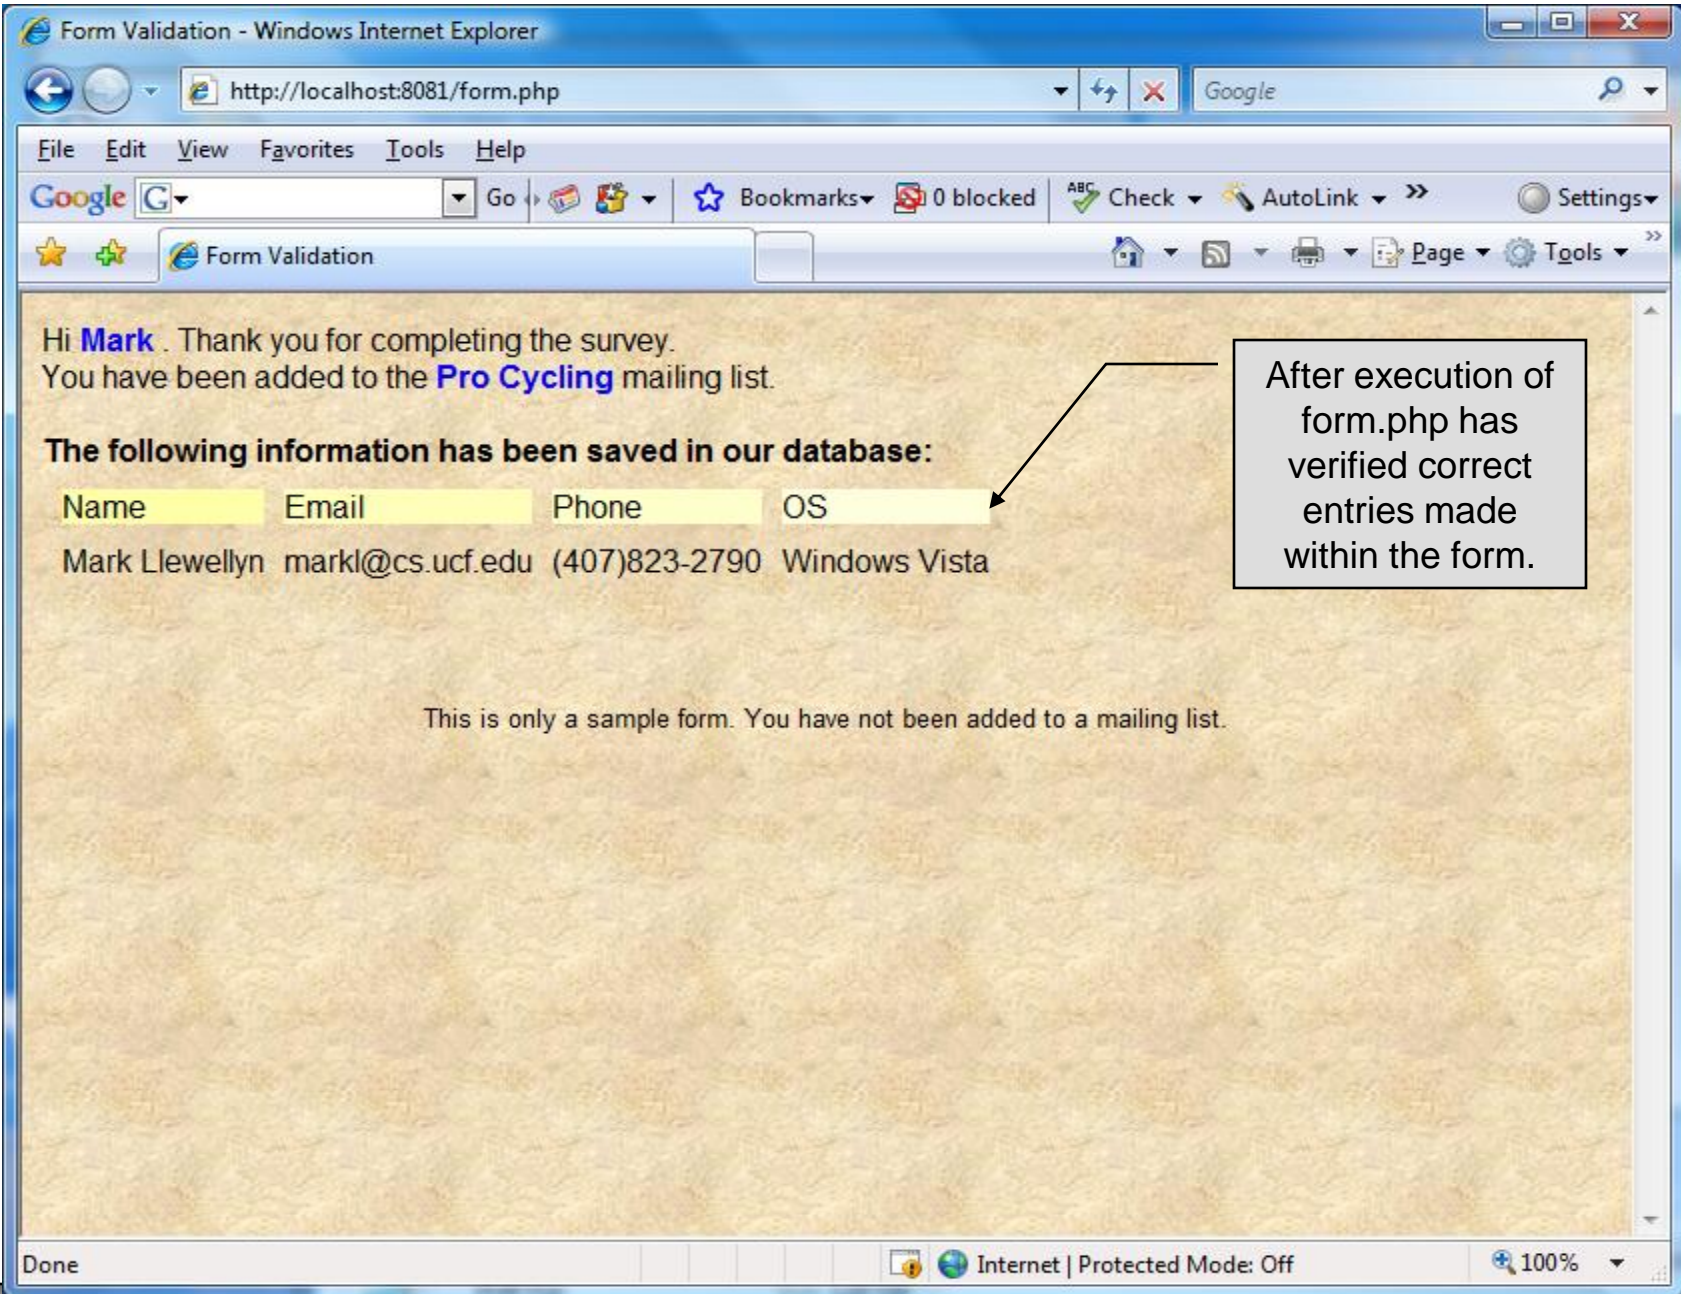 Form Validation - Windows Internet Explorer
http://localhost:8081/form.php
Google
File Edit View Favorites Tools Help
Google G Go Bookmarks 0 blocked ABC Check AutoLink » Settings
Form Validation Page Tools »
Hi Mark . Thank you for completing the survey.
You have been added to the Pro Cycling mailing list.
The following information has been saved in our database:
Name Email Phone OS
Mark Llewellyn markl@cs.ucf.edu (407)823-2790 Windows Vista
After execution of
form.php has
verified correct
entries made
within the form.
This is only a sample form. You have not been added to a mailing list.
Done Internet | Protected Mode: Off 100%